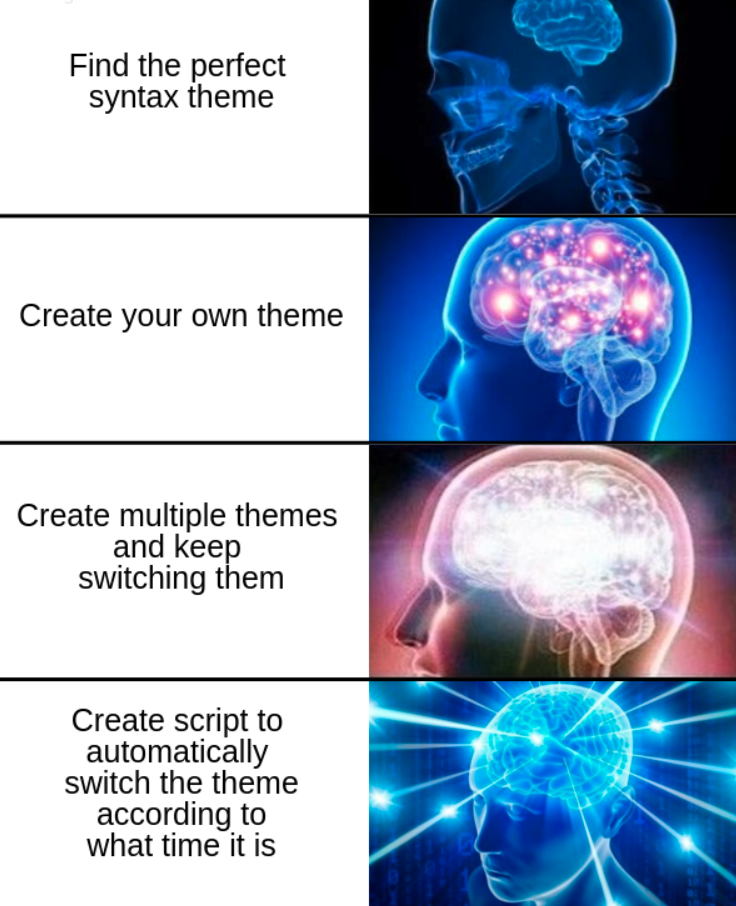 Find the perfect
syntax theme
Create your own theme
Create multiple themes
and keep
switching them
Create script to
automatically
switch the theme
according to
what time it is